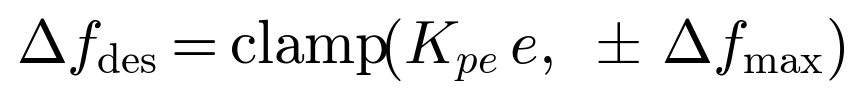 Δf_des = clamp(K_pe e, ± Δf_max)